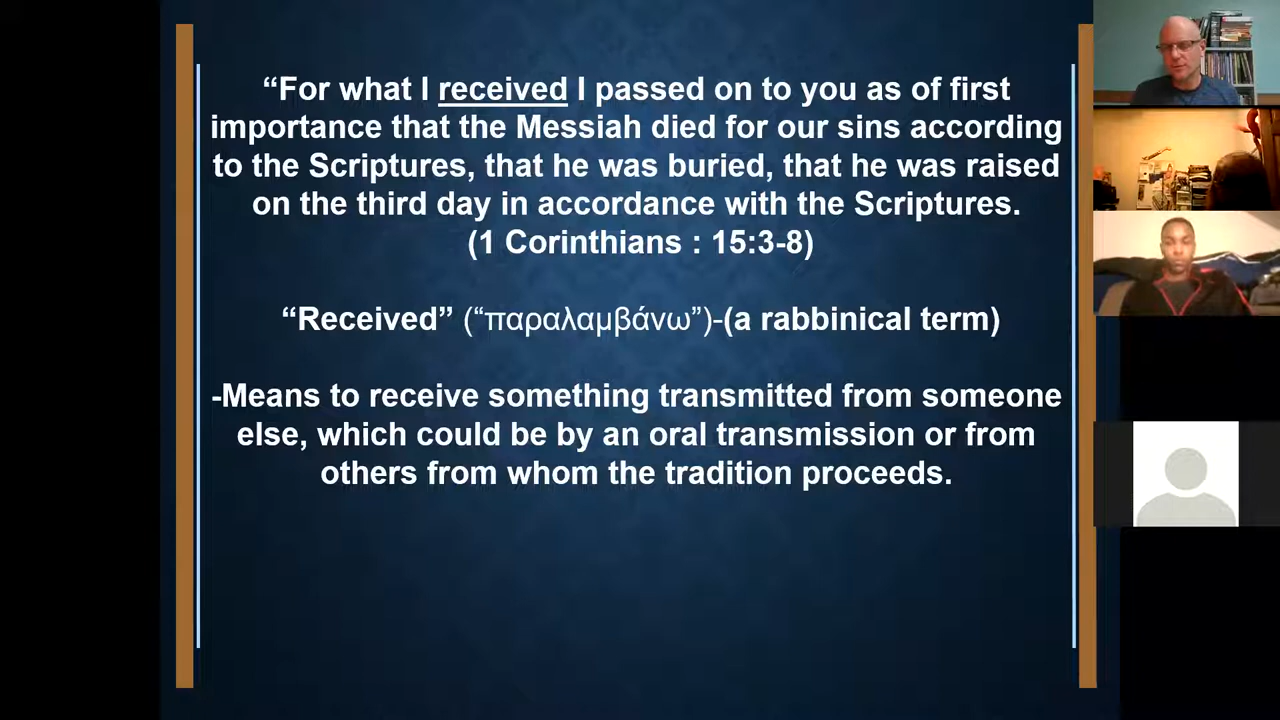 “For what I received I passed on to you as of first
importance that the Messiah died for our sins according
to the Scriptures, that he was buried, that he was raised
on the third day in accordance with the Scriptures.
(1 Corinthians : 15:3-8)
“Received” (“παραλαμβάνω”)-(a rabbinical term)
-Means to receive something transmitted from someone
else, which could be by an oral transmission or from
others from whom the tradition proceeds.